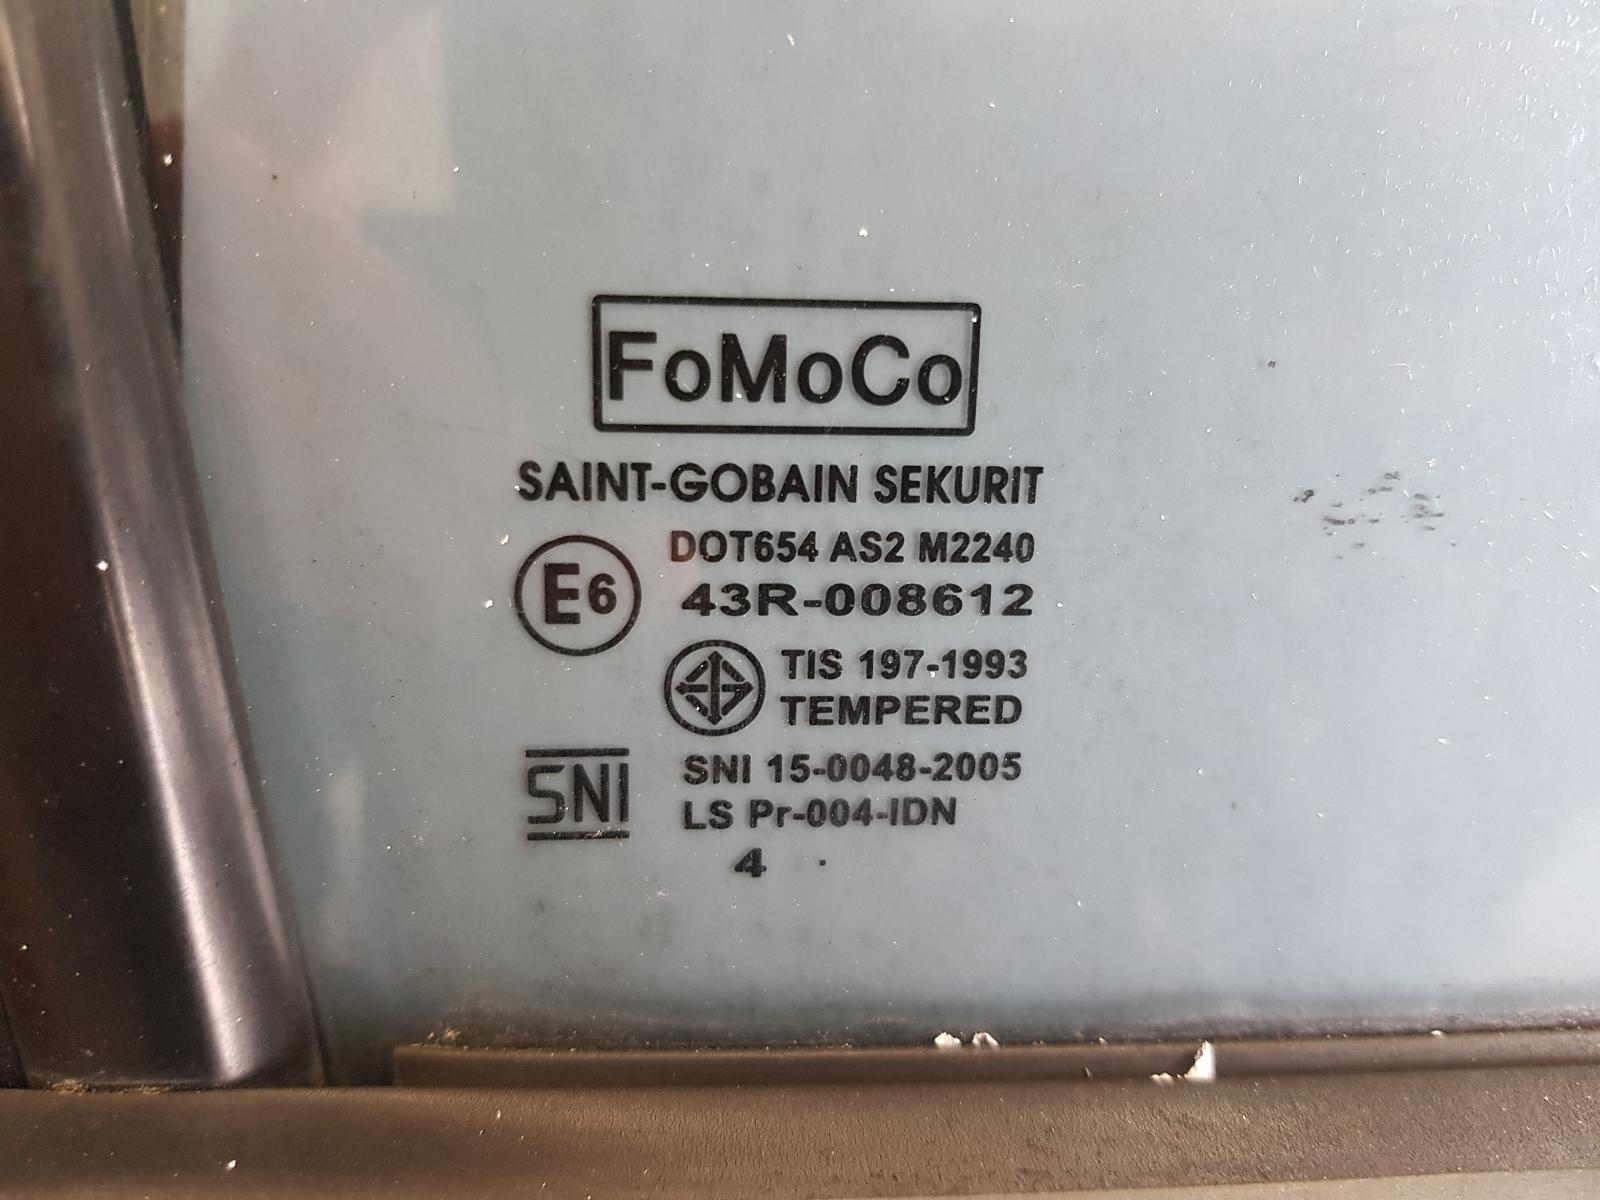 FoMoCo
SAINT-GOBAIN SEKURIT
DOT654 AS2 M2240
E6 43R-008612
TIS 197-1993
TEMPERED
SNI SNI 15-0048-2005
LS Pr-004-IDN
4 .